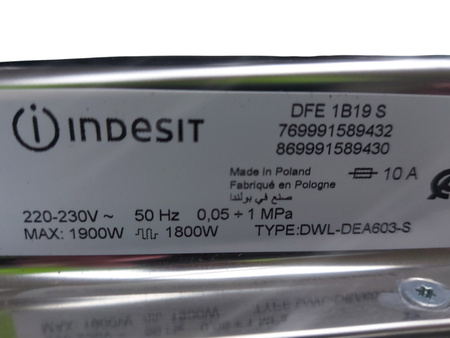 INDESIT
DFE 1B19 S
769991589432
869991589430
Made in Poland
Fabriqué en Pologne
صنع في بولندا
10 A
220-230V ~ 50 Hz 0,05 ÷ 1 MPa
MAX: 1900W 1800W TYPE:DWL-DEA603-S